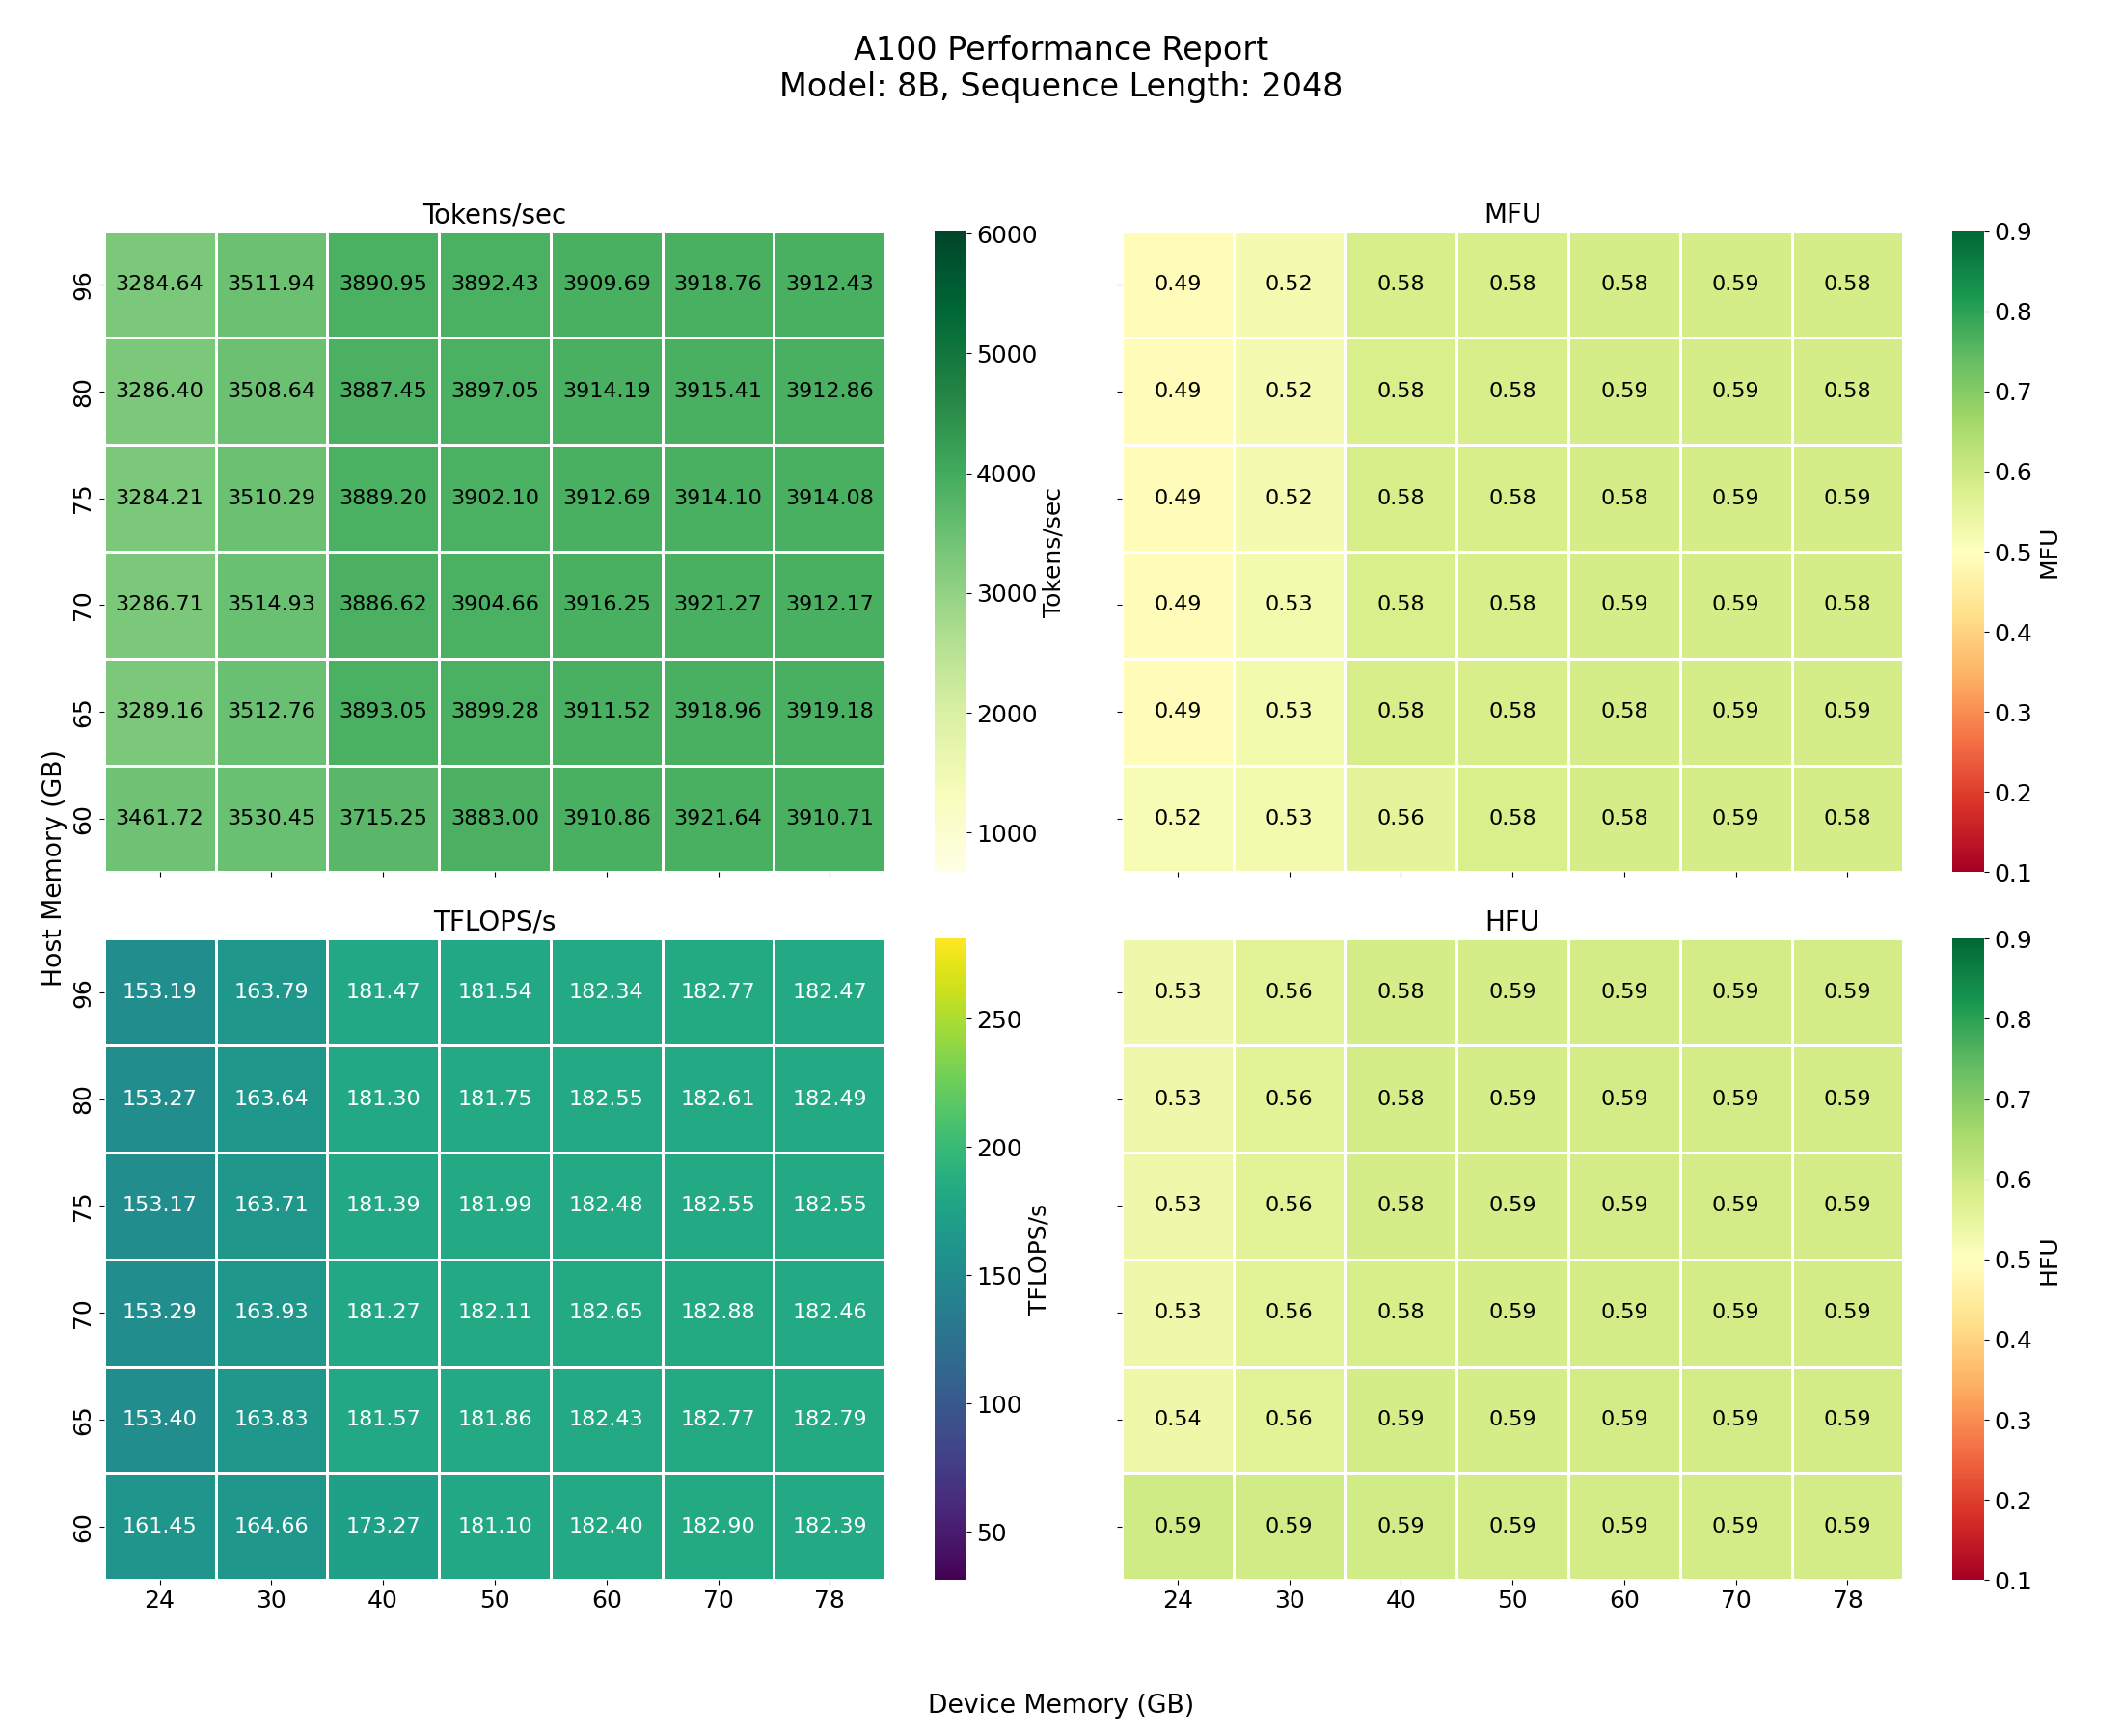 A100 Performance Report
Model: 8B, Sequence Length: 2048
Tokens/sec
96 3284.64 3511.94 3890.95 3892.43 3909.69 3918.76 3912.43
80 3286.40 3508.64 3887.45 3897.05 3914.19 3915.41 3912.86
75 3284.21 3510.29 3889.20 3902.10 3912.69 3914.10 3914.08
70 3286.71 3514.93 3886.62 3904.66 3916.25 3921.27 3912.17
65 3289.16 3512.76 3893.05 3899.28 3911.52 3918.96 3919.18
60 3461.72 3530.45 3715.25 3883.00 3910.86 3921.64 3910.71
6000
5000
4000
3000
2000
1000
Tokens/sec
MFU
0.49 0.52 0.58 0.58 0.58 0.59 0.58
0.49 0.52 0.58 0.58 0.59 0.59 0.58
0.49 0.52 0.58 0.58 0.58 0.59 0.59
0.49 0.53 0.58 0.58 0.59 0.59 0.58
0.49 0.53 0.58 0.58 0.58 0.59 0.59
0.52 0.53 0.56 0.58 0.58 0.59 0.58
0.9
0.8
0.7
0.6
0.5
0.4
0.3
0.2
0.1
MFU
Host Memory (GB)
TFLOPS/s
96 153.19 163.79 181.47 181.54 182.34 182.77 182.47
80 153.27 163.64 181.30 181.75 182.55 182.61 182.49
75 153.17 163.71 181.39 181.99 182.48 182.55 182.55
70 153.29 163.93 181.27 182.11 182.65 182.88 182.46
65 153.40 163.83 181.57 181.86 182.43 182.77 182.79
60 161.45 164.66 173.27 181.10 182.40 182.90 182.39
24 30 40 50 60 70 78
250
200
150
100
50
TFLOPS/s
HFU
0.53 0.56 0.58 0.59 0.59 0.59 0.59
0.53 0.56 0.58 0.59 0.59 0.59 0.59
0.53 0.56 0.58 0.59 0.59 0.59 0.59
0.53 0.56 0.58 0.59 0.59 0.59 0.59
0.54 0.56 0.59 0.59 0.59 0.59 0.59
0.59 0.59 0.59 0.59 0.59 0.59 0.59
24 30 40 50 60 70 78
0.9
0.8
0.7
0.6
0.5
0.4
0.3
0.2
0.1
HFU
Device Memory (GB)